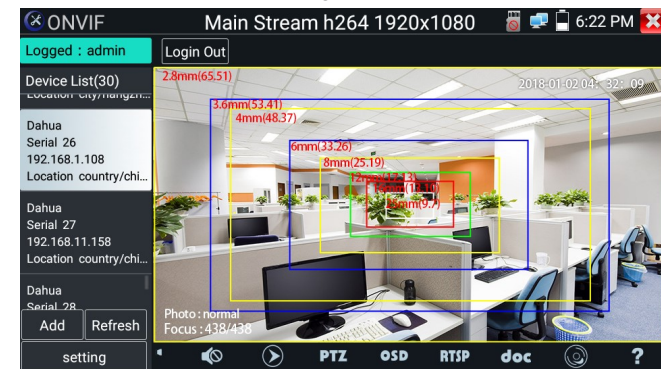 ONVIF
Main Stream h264 1920x1080
6:22 PM
Logged : admin
Login Out
Device List(30)
Dahua
Serial 26
192.168.1.108
Location country/chi...
Dahua
Serial 27
192.168.11.158
Location country/chi...
Dahua
Serial 28
Add
Refresh
setting
2.8mm(65.51)
2018-01-02 04: 32: 09
3.6mm(53.41)
4mm(48.37)
6mm(33.26)
8mm(25.19)
Photo : normal
Focus : 438/438
PTZ
OSD
RTSP
doc
?